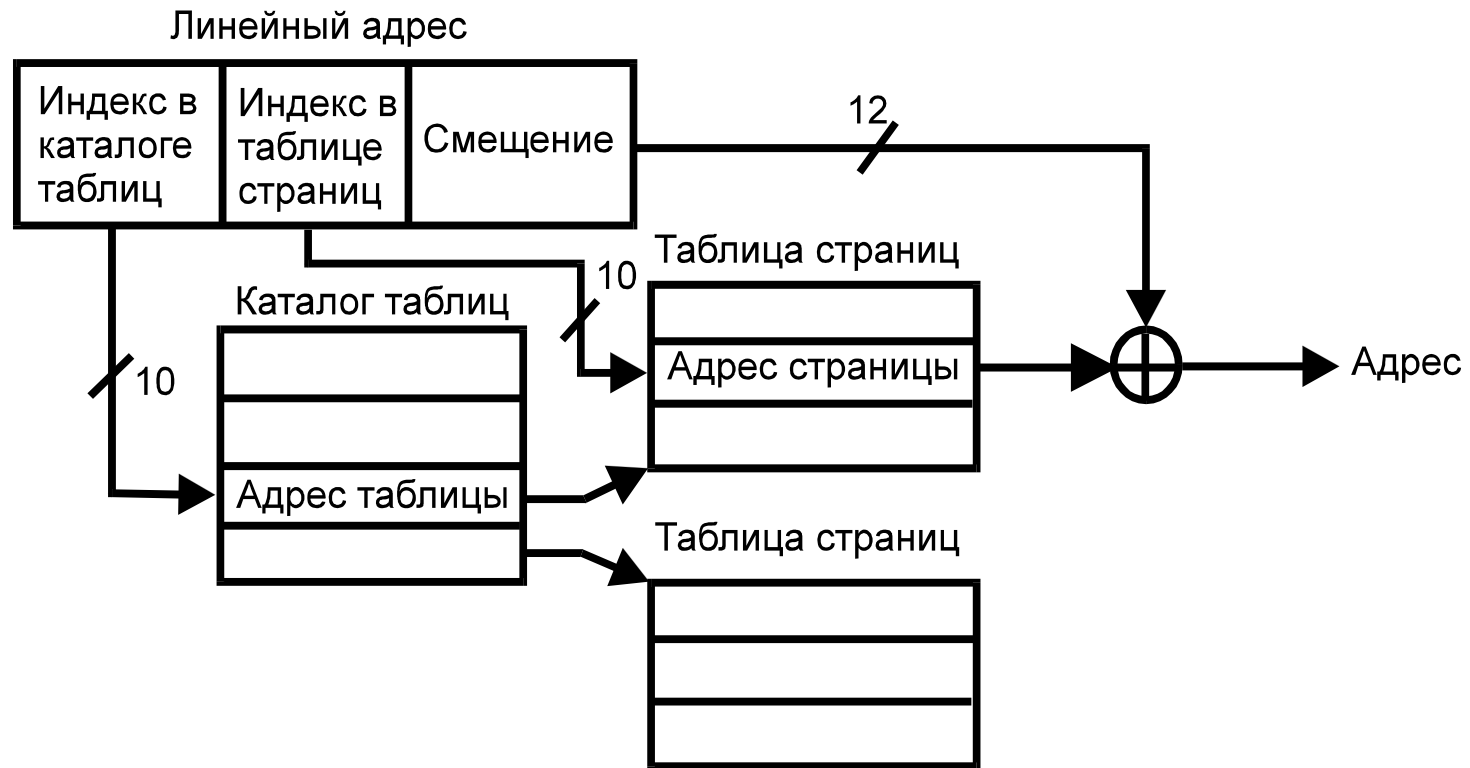 Линейный адрес
Индекс в
каталоге
таблиц
Индекс в
таблице
страниц
Смещение
12
Таблица страниц
10
Каталог таблиц
Адрес страницы
Адрес
10
Адрес таблицы
Таблица страниц